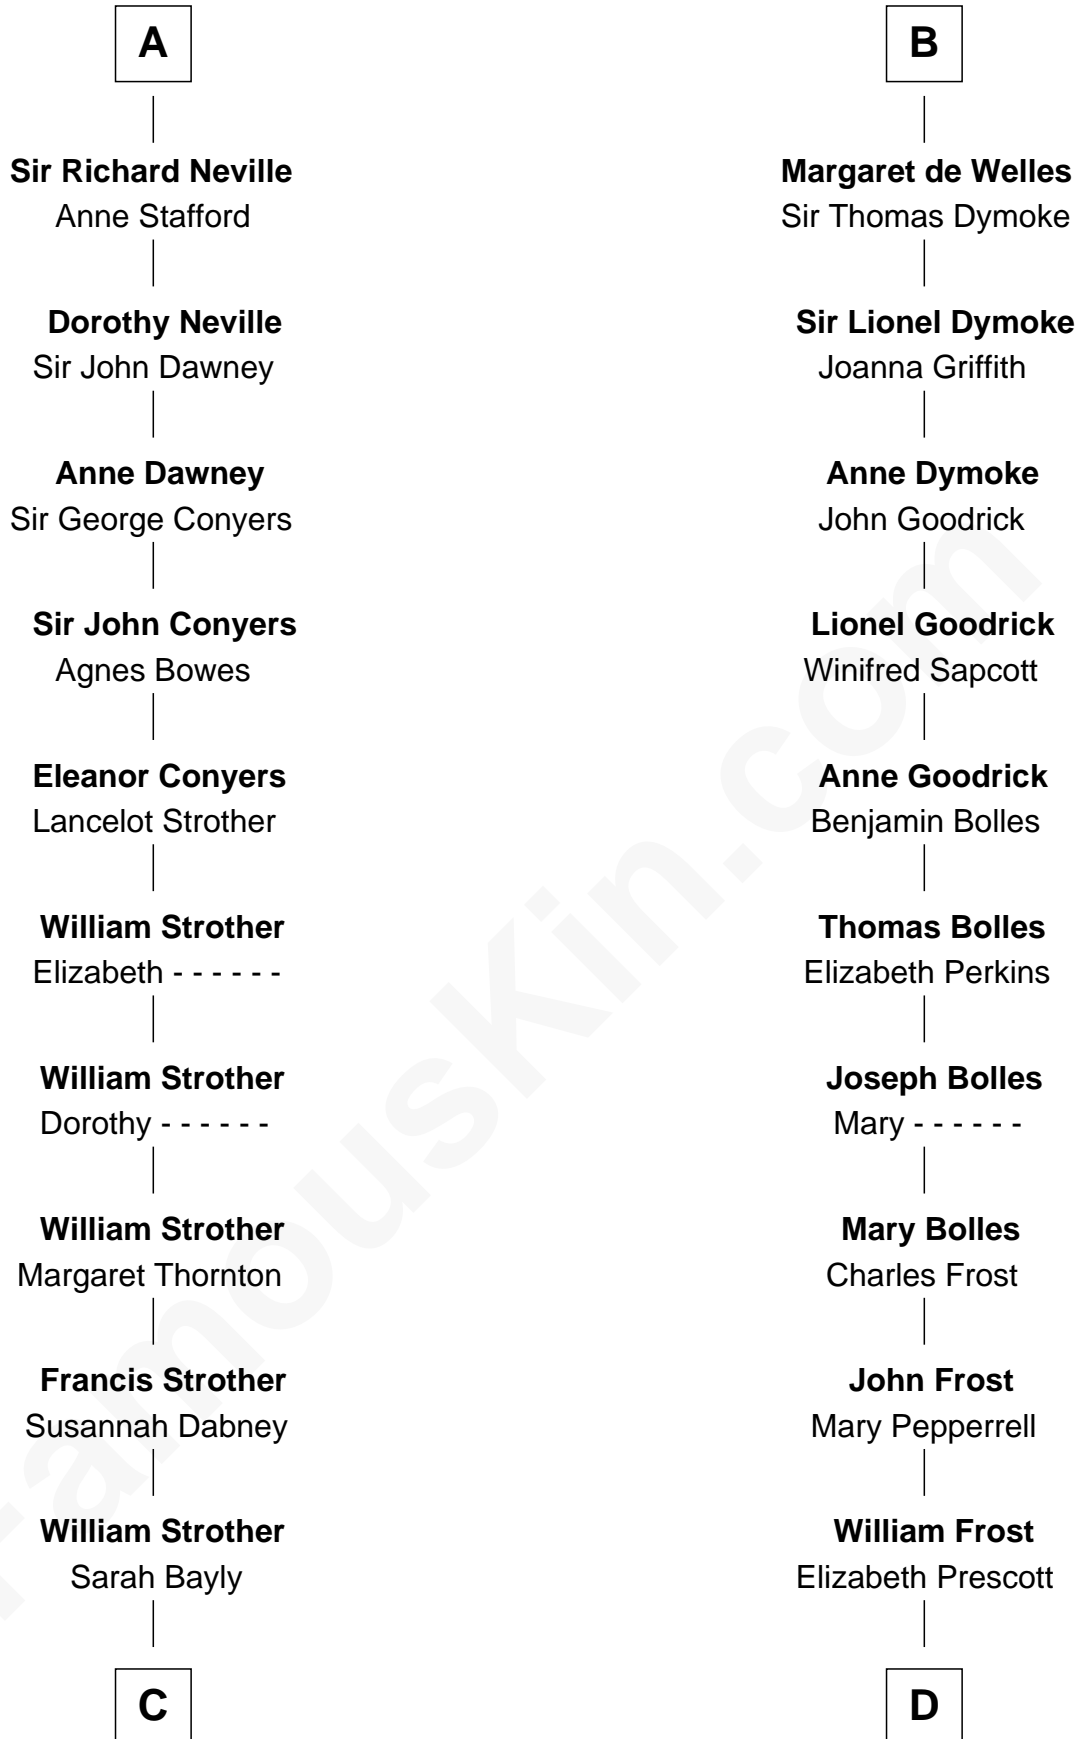 A
Sir Richard Neville
Anne Stafford
Dorothy Neville
Sir John Dawney
Anne Dawney
Sir George Conyers
Sir John Conyers
Agnes Bowes
Eleanor Conyers
Lancelot Strother
William Strother
Elizabeth - - - - - -
William Strother
Dorothy - - - - - -
William Strother
Margaret Thornton
Francis Strother
Susannah Dabney
William Strother
Sarah Bayly
C
B
Margaret de Welles
Sir Thomas Dymoke
Sir Lionel Dymoke
Joanna Griffith
Anne Dymoke
John Goodrick
Lionel Goodrick
Winifred Sapcott
Anne Goodrick
Benjamin Bolles
Thomas Bolles
Elizabeth Perkins
Joseph Bolles
Mary - - - - - -
Mary Bolles
Charles Frost
John Frost
Mary Pepperrell
William Frost
Elizabeth Prescott
D
FamousKin.com